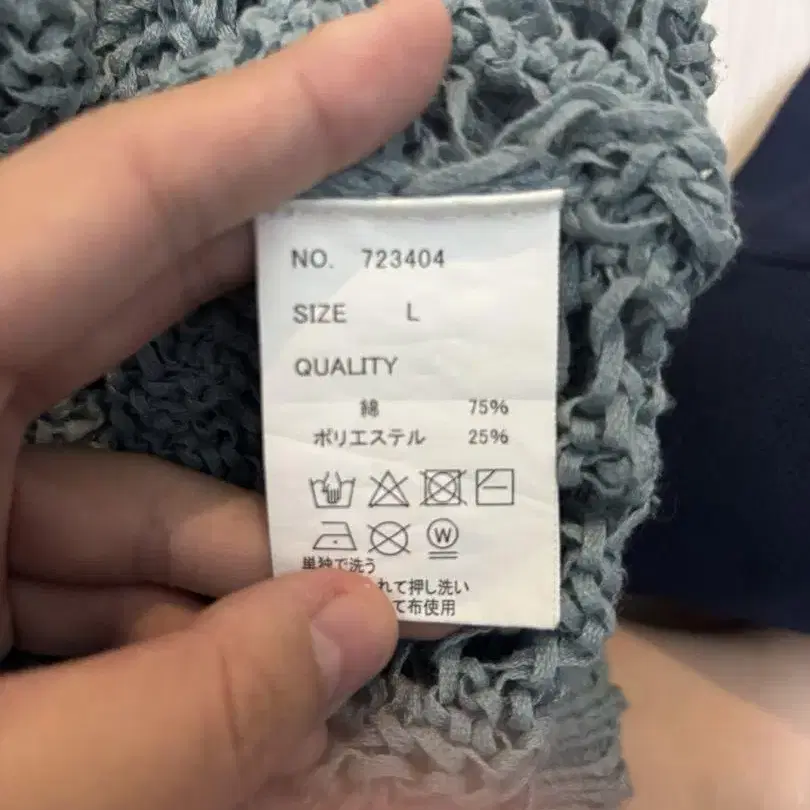 NO. 723404
SIZE L
QUALITY
綿 75%
ポリエステル 25%
W
単独で洗う
れて押し洗い
て布使用